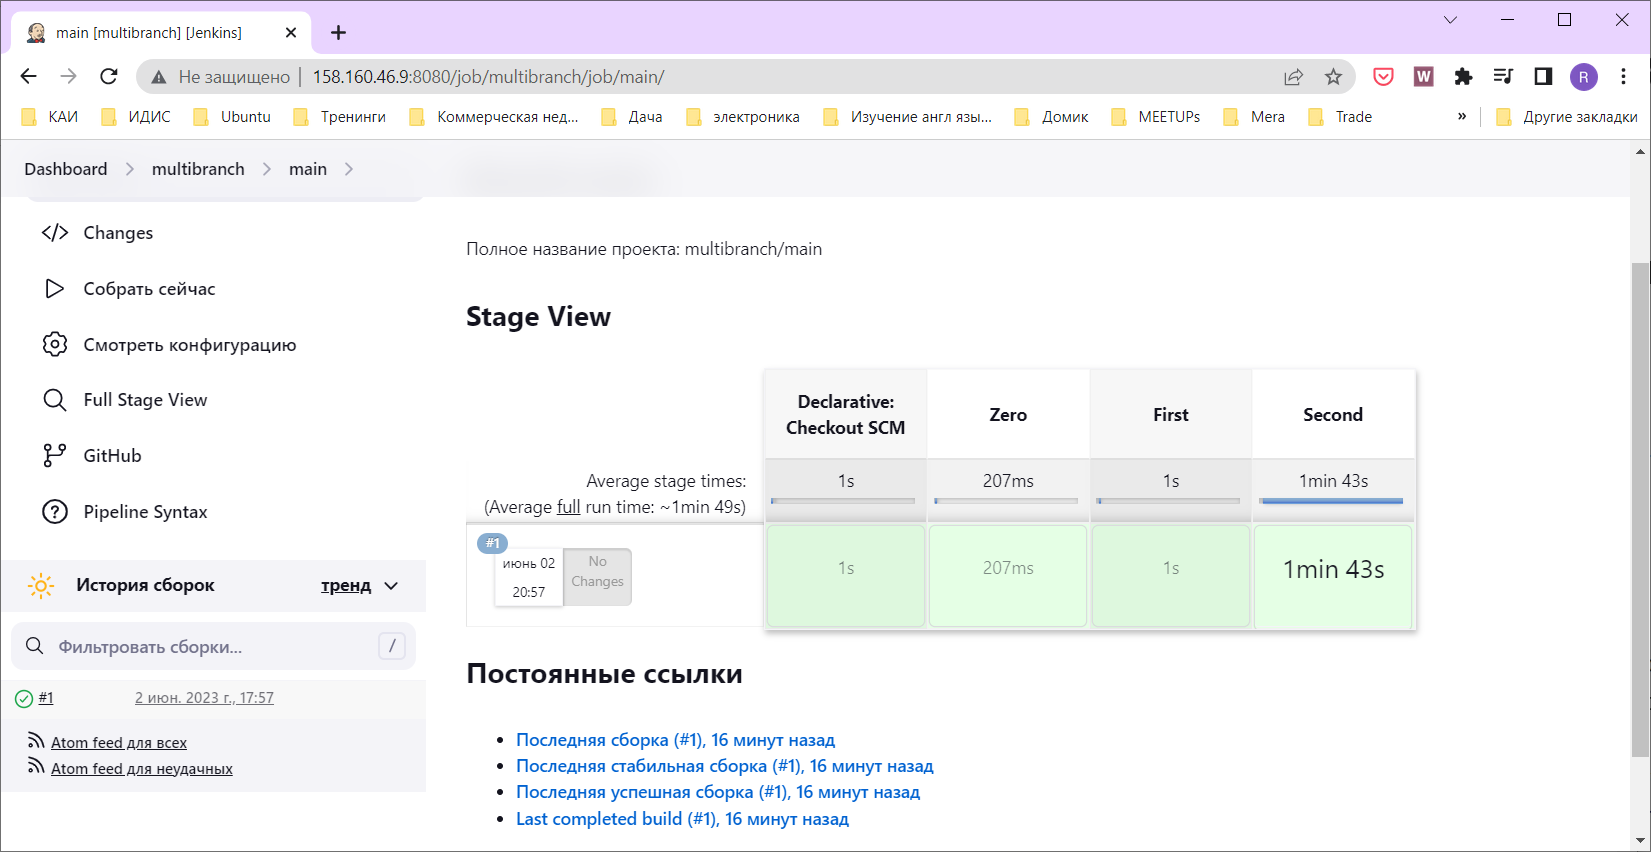 main [multibranch] [Jenkins]
Не защищено
158.160.46.9:8080/job/multibranch/job/main/
W
R
КАИ
ИДИС
Ubuntu
Тренинги
Коммерческая нед...
Дача
электроника
Изучение англ язы...
Домик
MEETUPs
Mera
Trade
»
Другие закладки
Dashboard
multibranch
main
Changes
Собрать сейчас
Смотреть конфигурацию
Full Stage View
GitHub
Pipeline Syntax
История сборок
тренд
Фильтровать сборки...
/
#1
2 июн. 2023 г., 17:57
Atom feed для всех
Atom feed для неудачных
Полное название проекта: multibranch/main
Stage View
Declarative:
Checkout SCM
Zero
First
Second
Average stage times:
(Average full run time: ~1min 49s)
1s
207ms
1s
1min 43s
#1
июнь 02
20:57
No
Changes
1s
207ms
1s
1min 43s
Постоянные ссылки
Последняя сборка (#1), 16 минут назад
Последняя стабильная сборка (#1), 16 минут назад
Последняя успешная сборка (#1), 16 минут назад
Last completed build (#1), 16 минут назад